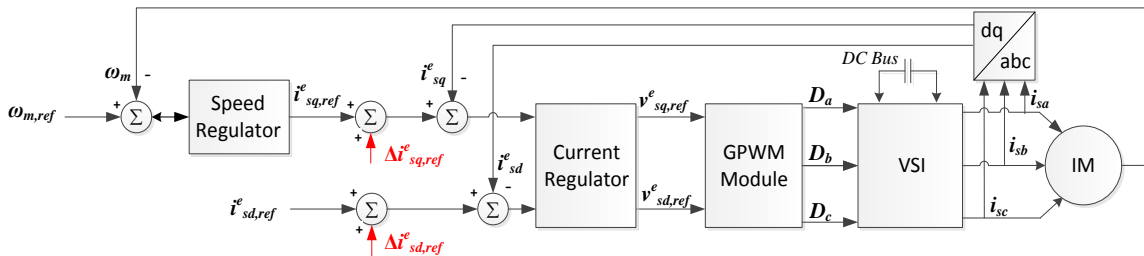 dq
abc
DC Bus
ω_m
-
i^e_sq
-
ω_m,ref
+
Σ
Speed
Regulator
i^e_sq,ref
+
Σ
+
Δi^e_sq,ref
+
Σ
v^e_sq,ref
D_a
i_sa
Current
Regulator
GPWM
Module
D_b
VSI
i_sb
IM
i^e_sd
-
i^e_sd,ref
+
Σ
+
Δi^e_sd,ref
+
Σ
v^e_sd,ref
D_c
i_sc